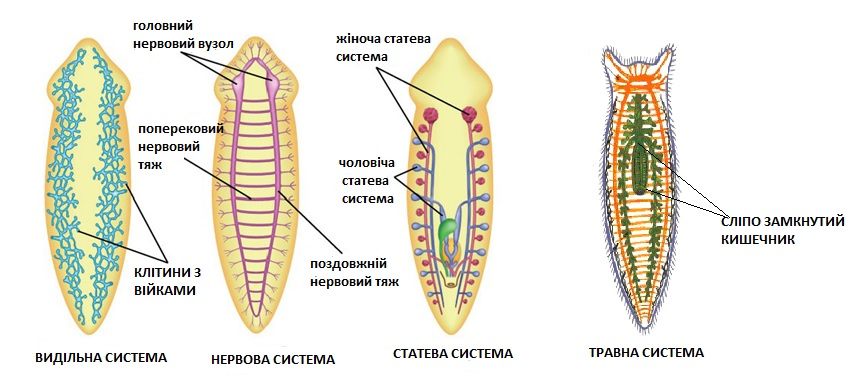 головний
нервовий вузол
поперековий
нервовий
тяж
КЛІТИНИ З
ВІЙКАМИ
поздовжній
нервовий тяж
жіноча статева
система
чоловіча
статева
система
СЛІПО ЗАМКНУТИЙ
КИШЕЧНИК
ВИДІЛЬНА СИСТЕМА
НЕРВОВА СИСТЕМА
СТАТЕВА СИСТЕМА
ТРАВНА СИСТЕМА